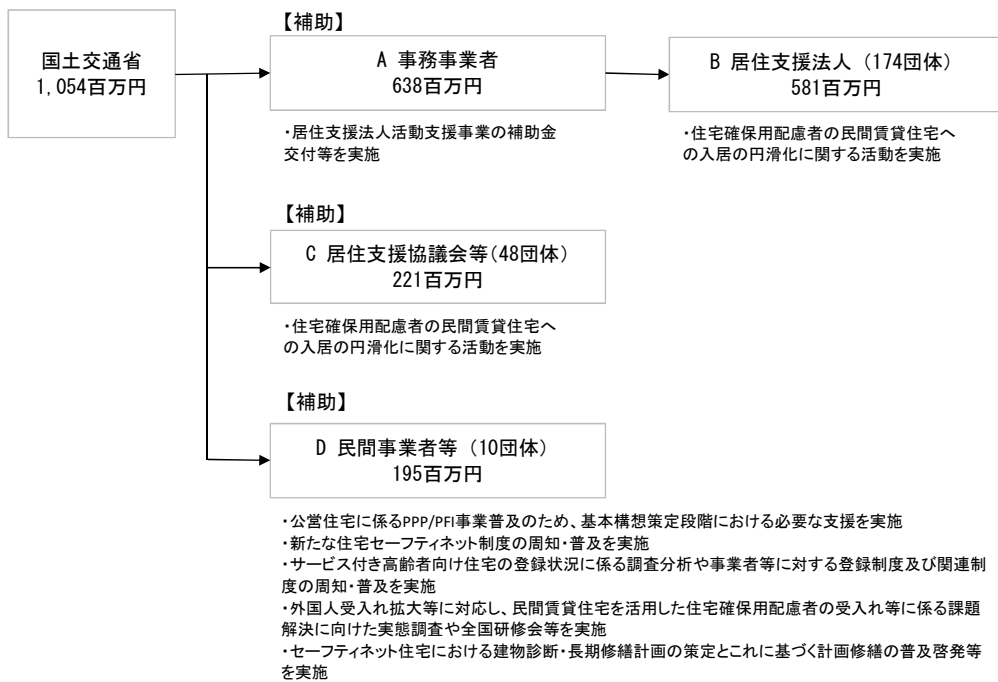 国土交通省
1,054百万円
【補助】
A 事務事業者
638百万円
・居住支援法人活動支援事業の補助金
交付等を実施
B 居住支援法人（174団体）
581百万円
・住宅確保用配慮者の民間賃貸住宅へ
の入居の円滑化に関する活動を実施
【補助】
C 居住支援協議会等（48団体）
221百万円
・住宅確保用配慮者の民間賃貸住宅へ
の入居の円滑化に関する活動を実施
【補助】
D 民間事業者等（10団体）
195百万円
・公営住宅に係るPPP/PFI事業普及のため、基本構想策定段階における必要な支援を実施
・新たな住宅セーフティネット制度の周知・普及を実施
・サービス付き高齢者向け住宅の登録状況に係る調査分析や事業者等に対する登録制度及び関連制
度の周知・普及を実施
・外国人受入れ拡大等に対応し、民間賃貸住宅を活用した住宅確保用配慮者の受入れ等に係る課題
解決に向けた実態調査や全国研修会等を実施
・セーフティネット住宅における建物診断・長期修繕計画の策定とこれに基づく計画修繕の普及啓発等
を実施